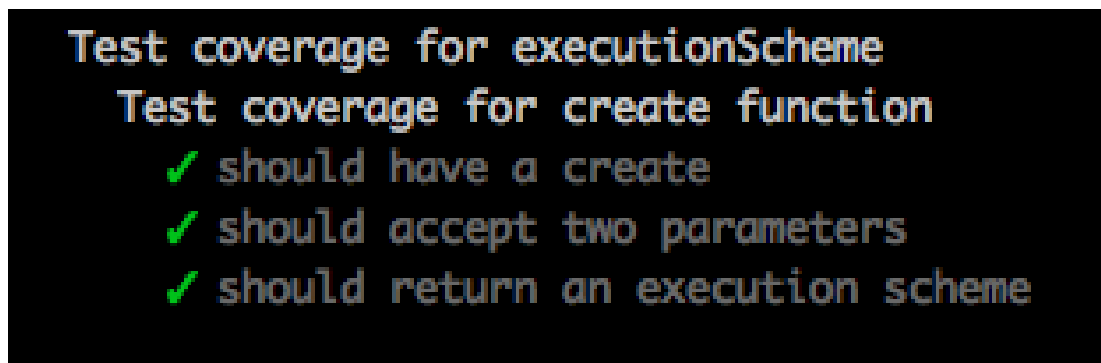 Test coverage for executionScheme
Test coverage for create function
✓ should have a create
✓ should accept two parameters
✓ should return an execution scheme